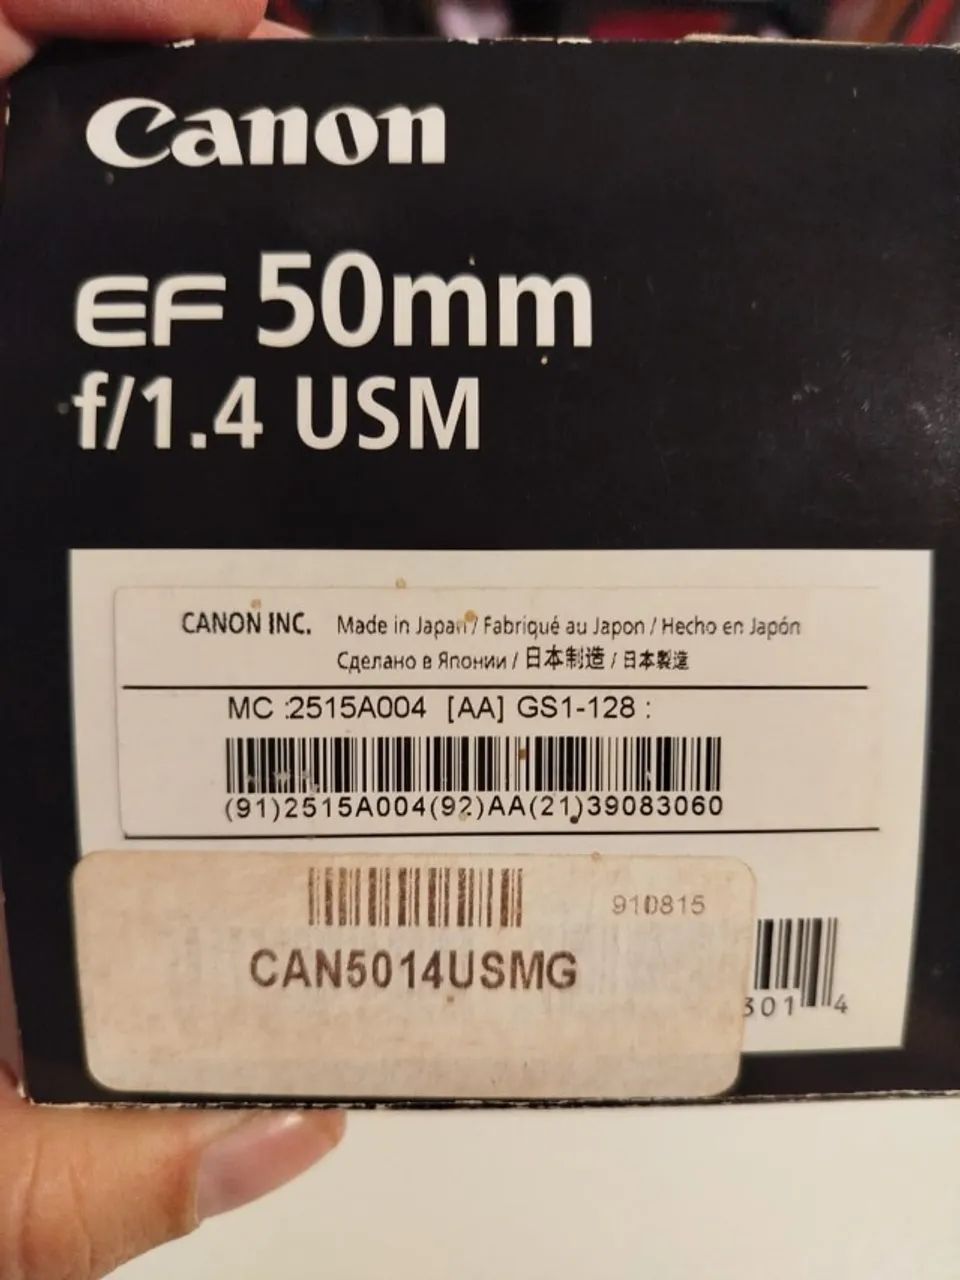 Canon
EF 50mm
f/1.4 USM
CANON INC. Made in Japan / Fabriqué au Japon / Hecho en Japón
Сделано в Японии / 日本制造 / 日本製造
MC :2515A004 [AA] GS1-128 :
(91)2515A004(92)AA(21)39083060
910815
CAN5014USMG
301 4